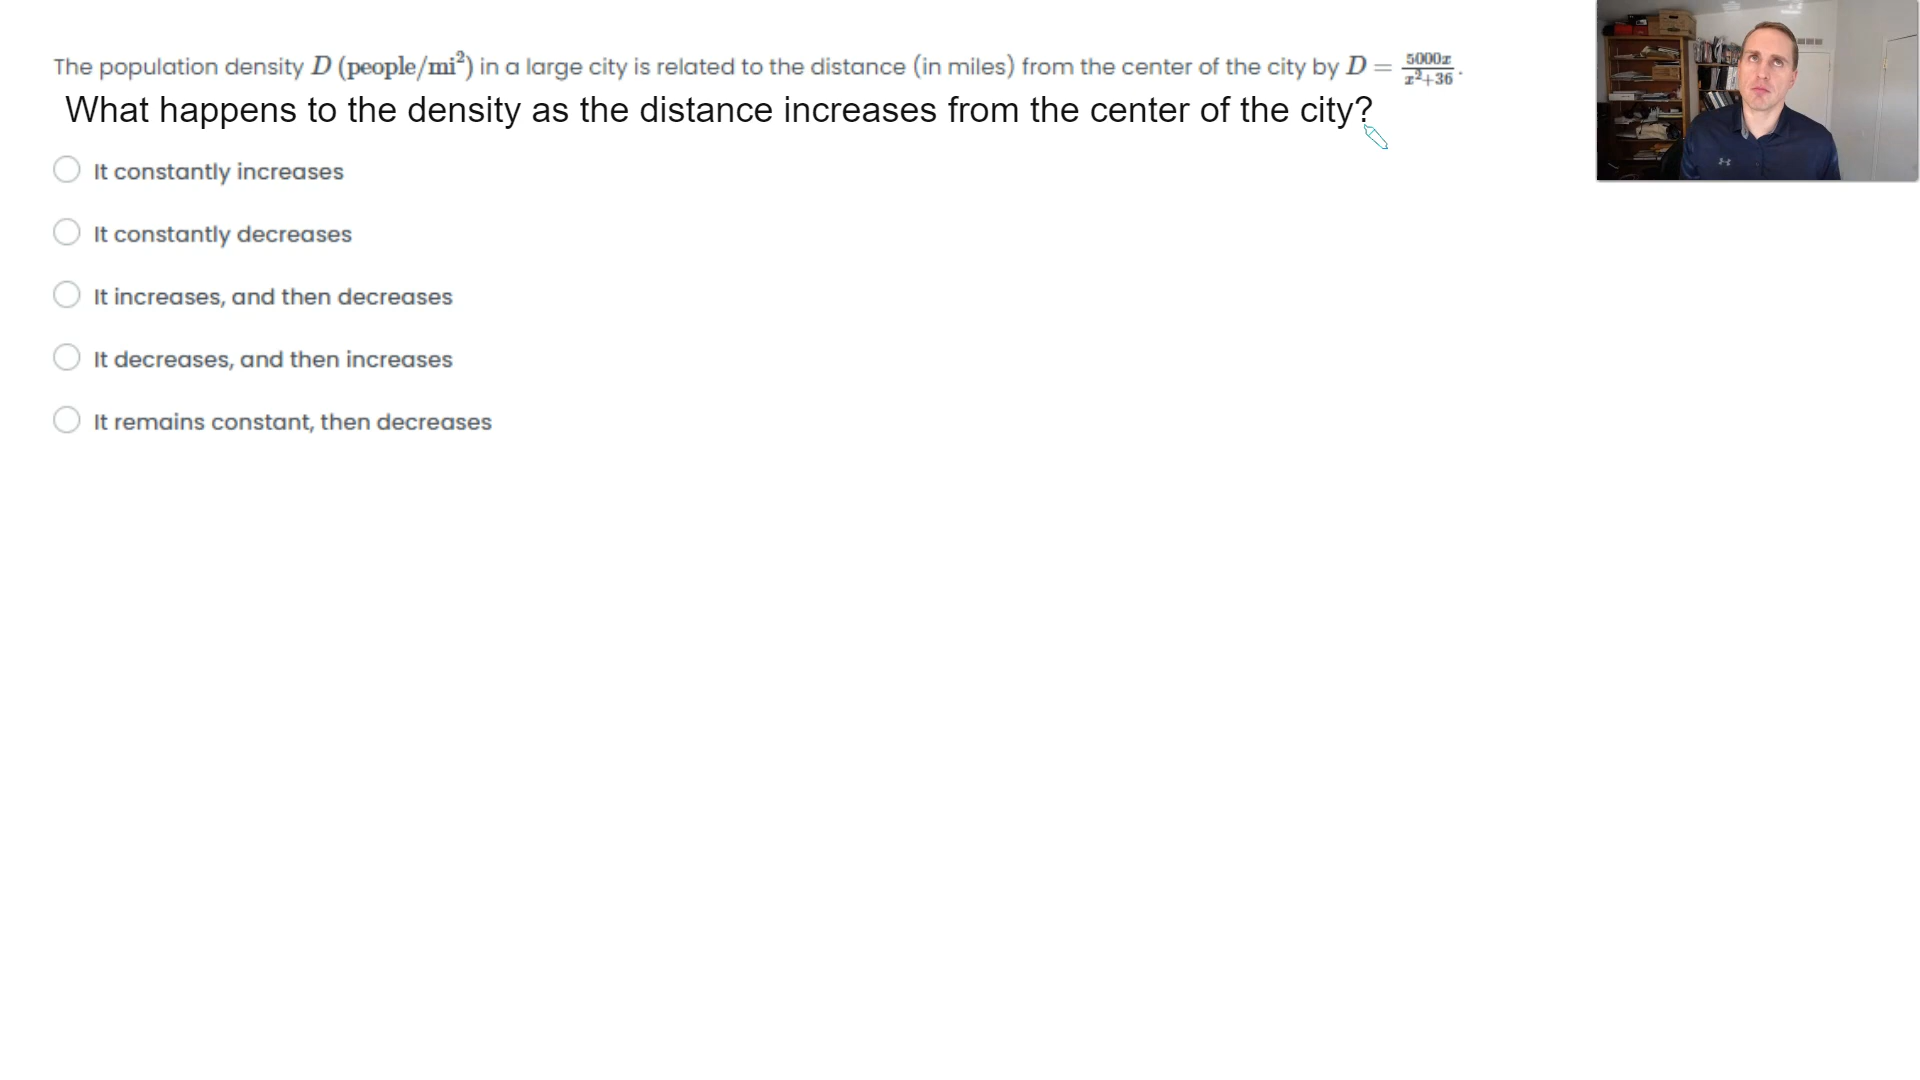 The population density D (people/mi²) in a large city is related to the distance (in miles) from the center of the city by D = 5000x/x²+36.
What happens to the density as the distance increases from the center of the city?
It constantly increases
It constantly decreases
It increases, and then decreases
It decreases, and then increases
It remains constant, then decreases